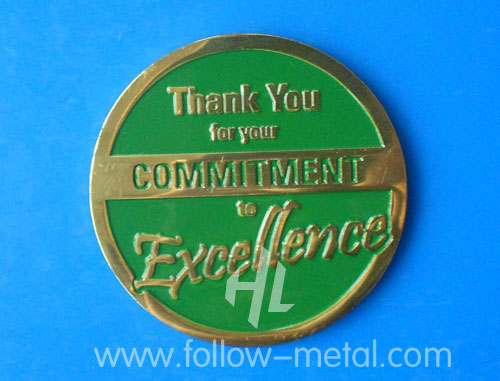 Thank You
for your
COMMITMENT
to
Excellence!
HL
www.follow-metal.com